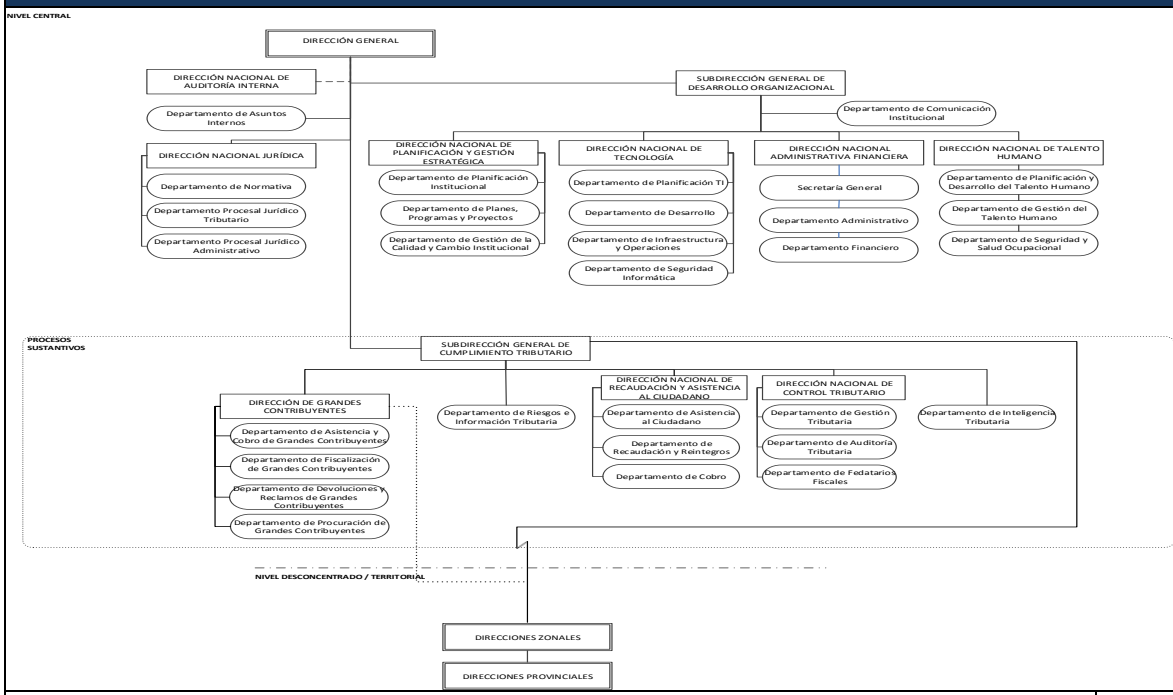 NIVEL CENTRAL
DIRECCIÓN GENERAL
DIRECCIÓN NACIONAL DE
AUDITORÍA INTERNA
SUBDIRECCIÓN GENERAL DE
DESARROLLO ORGANIZACIONAL
Departamento de Asuntos
Internos
Departamento de Comunicación
Institucional
DIRECCIÓN NACIONAL JURÍDICA
Departamento de Normativa
Departamento Procesal Jurídico
Tributario
Departamento Procesal Jurídico
Administrativo
DIRECCIÓN NACIONAL DE
PLANIFICACIÓN Y GESTIÓN
ESTRATÉGICA
Departamento de Planificación
Institucional
Departamento de Planes,
Programas y Proyectos
Departamento de Gestión de la
Calidad y Cambio Institucional
DIRECCIÓN NACIONAL DE
TECNOLOGÍA
Departamento de Planificación TI
Departamento de Desarrollo
Departamento de Infraestructura
y Operaciones
Departamento de Seguridad
Informática
DIRECCIÓN NACIONAL
ADMINISTRATIVA FINANCIERA
Secretaría General
Departamento Administrativo
Departamento Financiero
DIRECCIÓN NACIONAL DE TALENTO
HUMANO
Departamento de Planificación y
Desarrollo del Talento Humano
Departamento de Gestión del
Talento Humano
Departamento de Seguridad y
Salud Ocupacional
PROCESOS
SUSTANTIVOS
SUBDIRECCIÓN GENERAL DE
CUMPLIMIENTO TRIBUTARIO
DIRECCIÓN DE GRANDES
CONTRIBUYENTES
Departamento de Asistencia y
Cobro de Grandes Contribuyentes
Departamento de Fiscalización
de Grandes Contribuyentes
Departamento de Devoluciones y
Reclamos de Grandes
Contribuyentes
Departamento de Procuración de
Grandes Contribuyentes
Departamento de Riesgos e
Información Tributaria
DIRECCIÓN NACIONAL DE
RECAUDACIÓN Y ASISTENCIA
AL CIUDADANO
Departamento de Asistencia
al Ciudadano
Departamento de
Recaudación y Reintegros
Departamento de Cobro
DIRECCIÓN NACIONAL DE
CONTROL TRIBUTARIO
Departamento de Gestión
Tributaria
Departamento de Auditoría
Tributaria
Departamento de Fedatarios
Fiscales
Departamento de Inteligencia
Tributaria
NIVEL DESCONCENTRADO / TERRITORIAL
DIRECCIONES ZONALES
DIRECCIONES PROVINCIALES